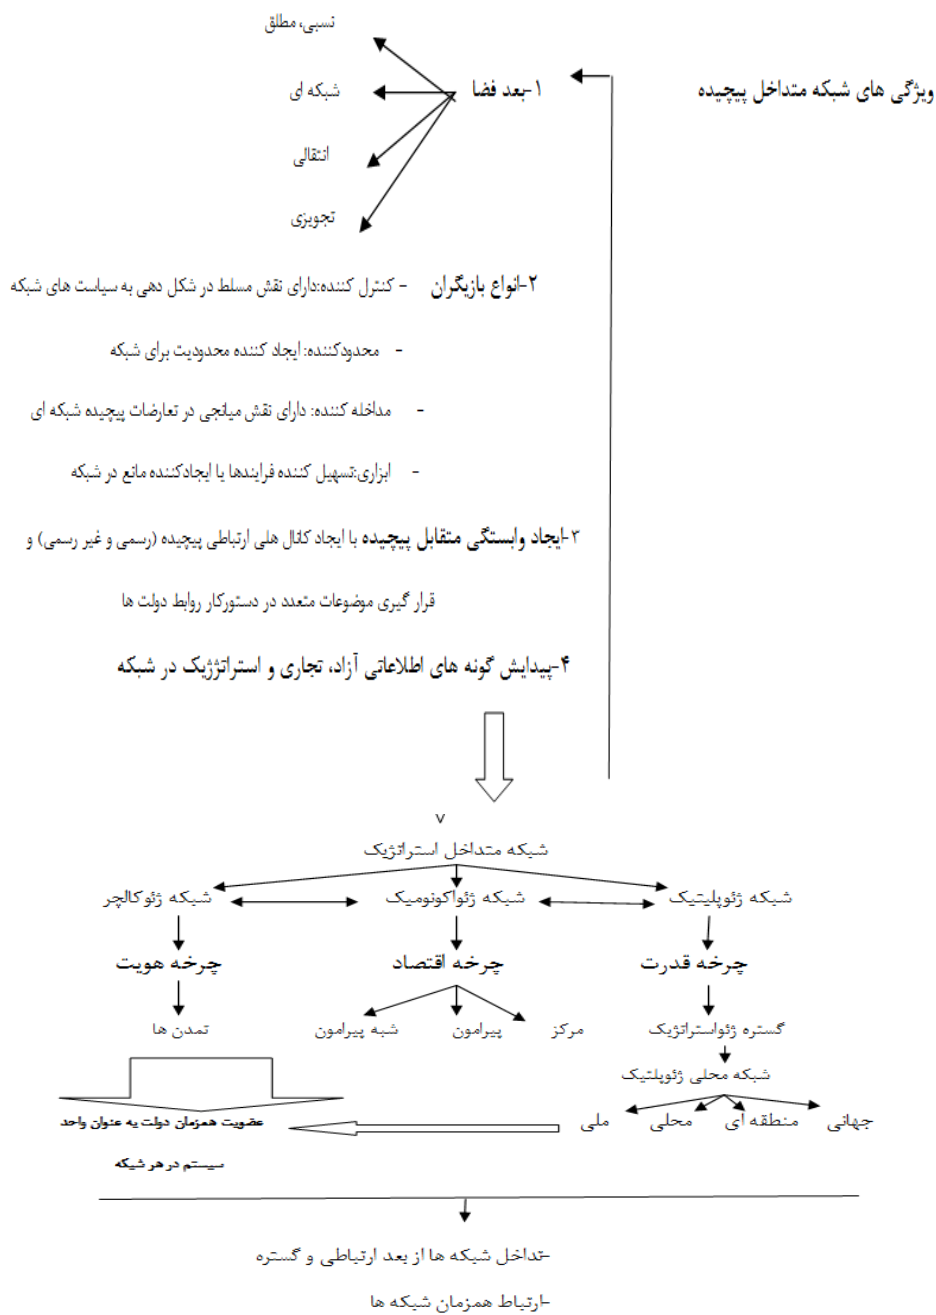 نسبی، مطلق
ویژگی های شبکه متداخل پیچیده
۱-بعد فضا
شبکه ای
انتقالی
تجویزی
۲-انواع بازیگران - کنترل کننده:دارای نقش مسلط در شکل دهی به سیاست های شبکه
- محدودکننده: ایجاد کننده محدودیت برای شبکه
- مداخله کننده: دارای نقش میانجی در تعارضات پیچیده شبکه ای
- ابزاری:تسهیل کننده فرایندها یا ایجادکننده مانع در شبکه
۳-ایجاد وابستگی متقابل پیچیده با ایجاد کانال هلی ارتباطی پیچیده (رسمی و غیر رسمی) و
قرار گیری موضوعات متعدد در دستورکار روابط دولت ها
۴-پیدایش گونه های اطلاعاتی آزاد، تجاری و استراتژژیک در شبکه
v
شبکه متداخل استراتژیک
شبکه ژئوپلیتیک شبکه ژئواکونومیک شبکه ژئوکالچر
چرخه قدرت چرخه اقتصاد چرخه هویت
گستره ژئواستراتژیک مرکز پیرامون شبه پیرامون تمدن ها
شبکه محلی ژئوپلتیک
جهانی منطقه ای محلی ملی
عضویت همزمان دولت به عنوان واحد
سیستم در هر شبکه
-تداخل شبکه ها از بعد ارتباطی و گستره
-ارتباط همزمان شبکه ها